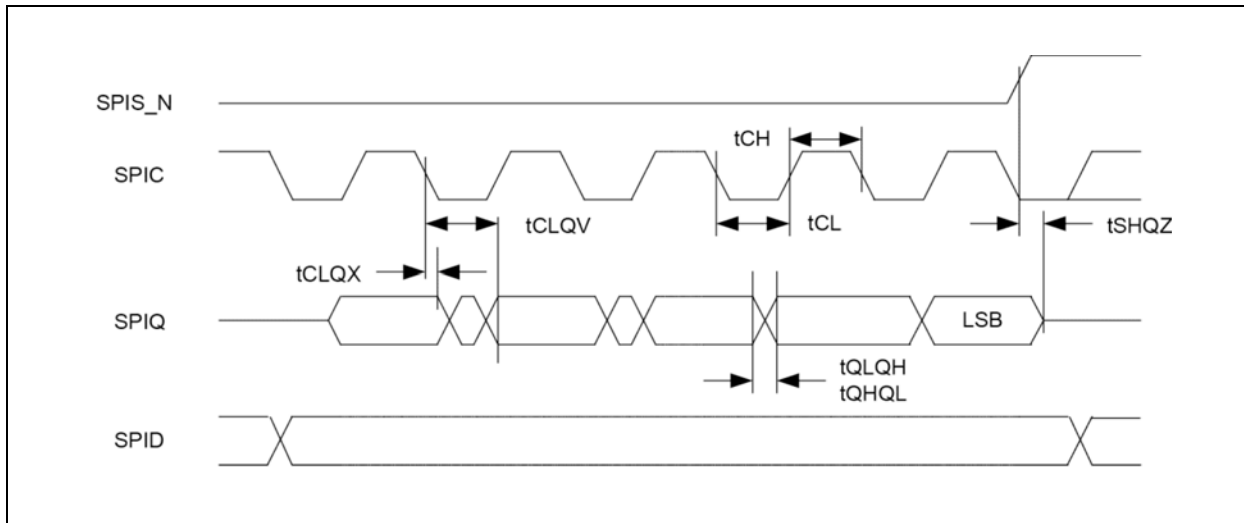 SPIS_N
tCH
SPIC
tCLQV
tCL
tSHQZ
tCLQX
SPIQ
LSB
tQLQH
tQHQL
SPID